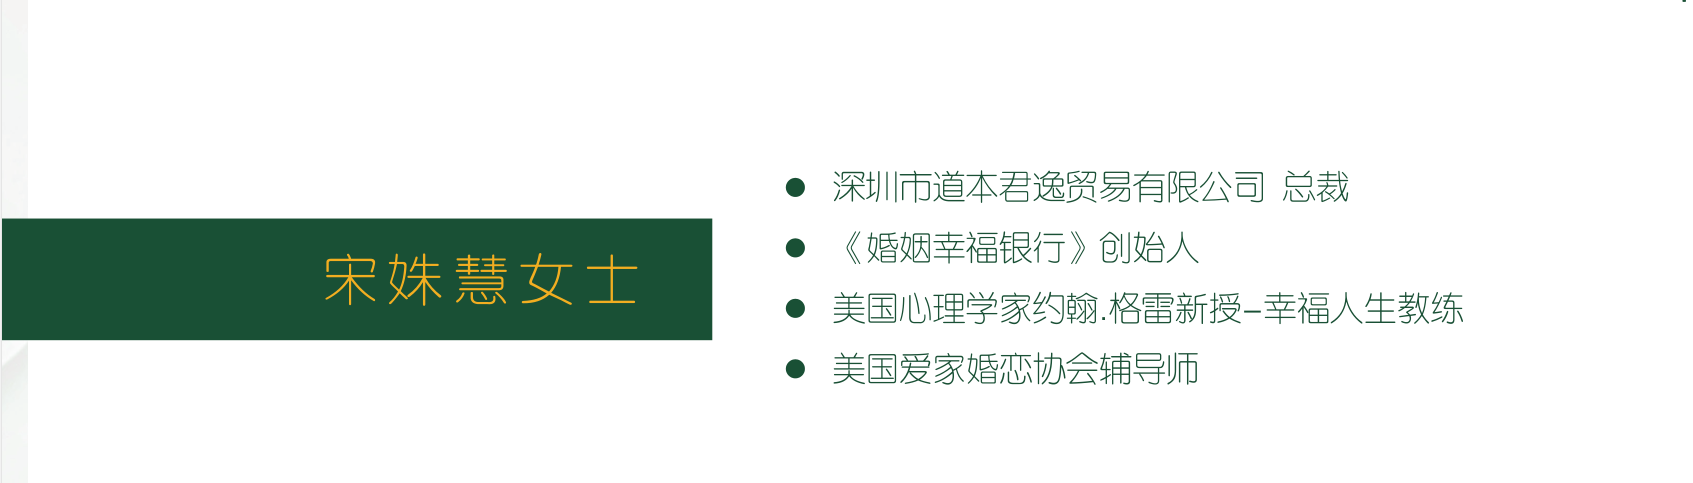 宋姝慧女士
深圳市道本君逸贸易有限公司 总裁
《婚姻幸福银行》创始人
美国心理学家约翰.格雷新授-幸福人生教练
美国爱家婚恋协会辅导师